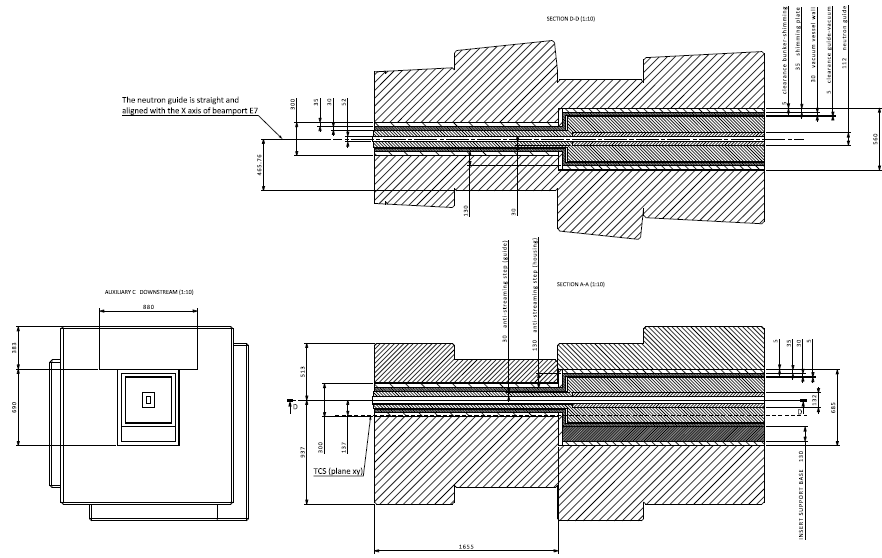 SECTION D-D (1:10)
5 clearance bunker-shimming
35 shimming plate
30 vacuum vessel wall
5 clearance guide-vacuum
112 neutron guide
The neutron guide is straight and
aligned with the X axis of beamport E7
300
35
30
52
560
465.76
130
30
SECTION A-A (1:10)
30 anti-streaming step (guide)
130 anti-streaming step (housing)
AUXILIARY C DOWNSTREAM (1:10)
880
383
690
513
937
300
137
D
TCS (plane xy)
5
35
30
5
132
D
685
INSERT SUPPORT BASE 130
1655